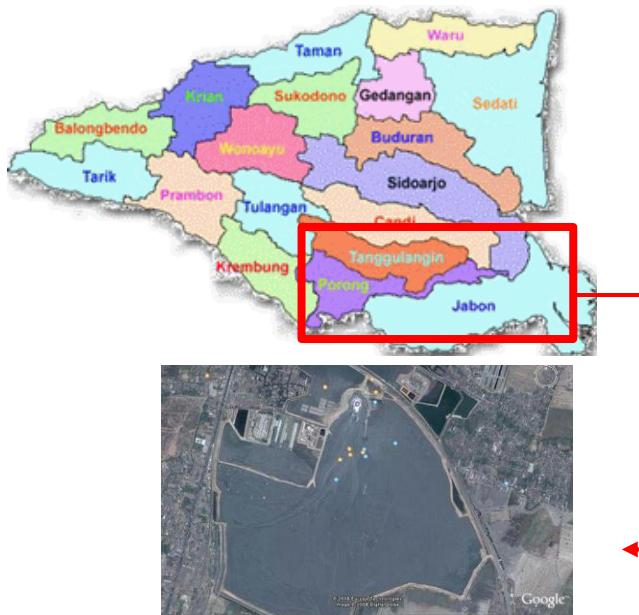 Waru
Taman
Krian
Sukodono
Gedangan
Sedati
Balongbendo
Wonoayu
Buduran
Tarik
Prambon
Sidoarjo
Tulangan
Candi
Krembung
Tanggulangin
Porong
Jabon
Google